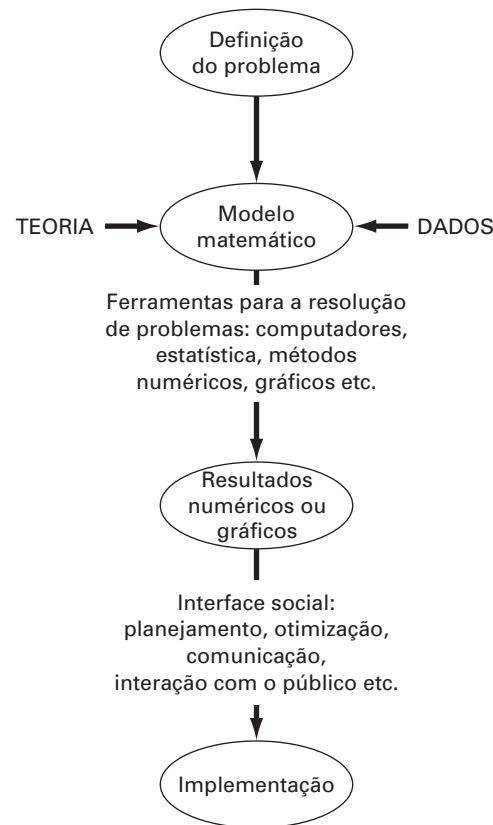 Definição
do problema
TEORIA
Modelo
matemático
DADOS
Ferramentas para a resolução
de problemas: computadores,
estatística, métodos
numéricos, gráficos etc.
Resultados
numéricos ou
gráficos
Interface social:
planejamento, otimização,
comunicação,
interação com o público etc.
Implementação